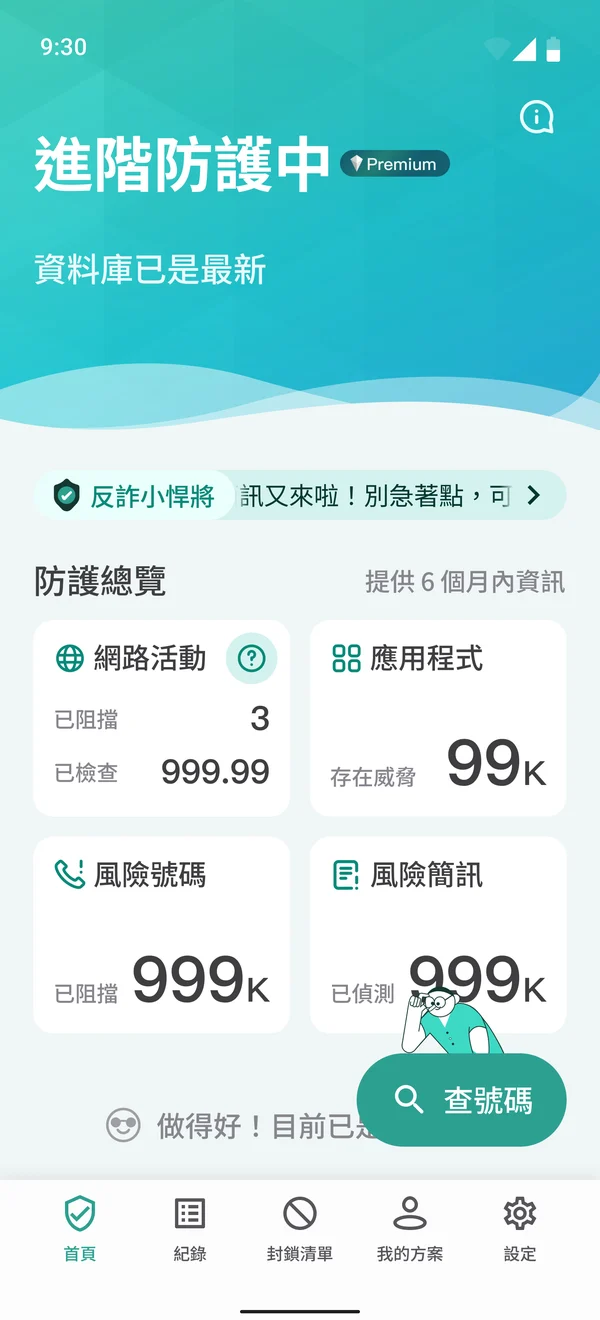 9:30
進階防護中 Premium
資料庫已是最新
反詐小悍將 訊又來啦！別急著點，可
防護總覽 提供 6 個月內資訊
網路活動 ?
已阻擋 3
已檢查 999.99
應用程式
存在威脅 99K
風險號碼
已阻擋 999K
風險簡訊
已偵測 999K
做得好！目前已是
查號碼
首頁 紀錄 封鎖清單 我的方案 設定